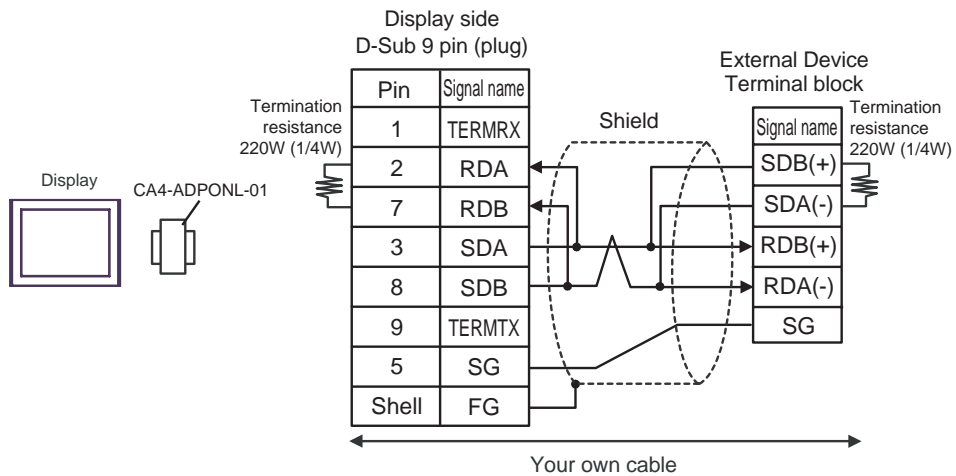 Display side
D-Sub 9 pin (plug)
External Device
Terminal block
Pin Signal name
Termination
resistance
220W (1/4W)
1 TERMRX
2 RDA
7 RDB
3 SDA
8 SDB
9 TERMTX
5 SG
Shell FG
Shield
Signal name
SDB(+)
SDA(-)
RDB(+)
RDA(-)
SG
Termination
resistance
220W (1/4W)
Display
CA4-ADPONL-01
Your own cable